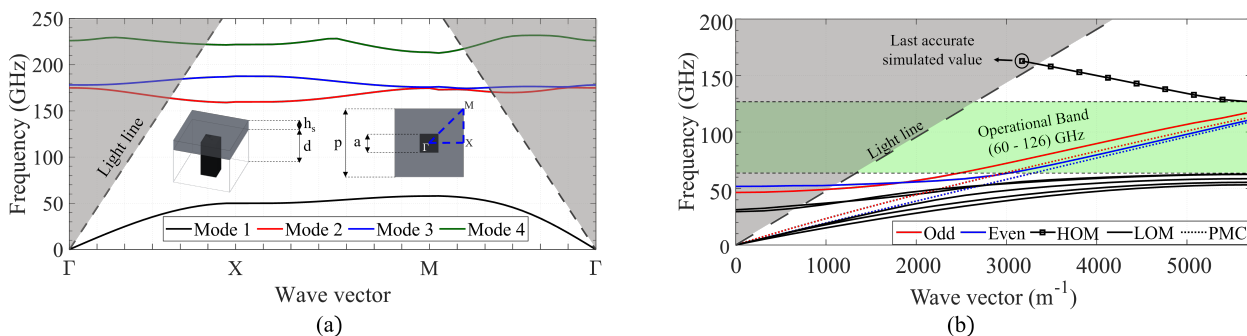 250
200
150
100
50
0
Frequency (GHz)
Light line
h_s
d
p
a
Γ
M
X
Mode 1
Mode 2
Mode 3
Mode 4
Γ
X
M
Γ
Wave vector
(a)
200
150
100
50
0
Frequency (GHz)
Last accurate
simulated value
Light line
Operational Band
(60 - 126) GHz
Odd
Even
HOM
LOM
PMC
0
1000
2000
3000
4000
5000
Wave vector (m⁻¹)
(b)